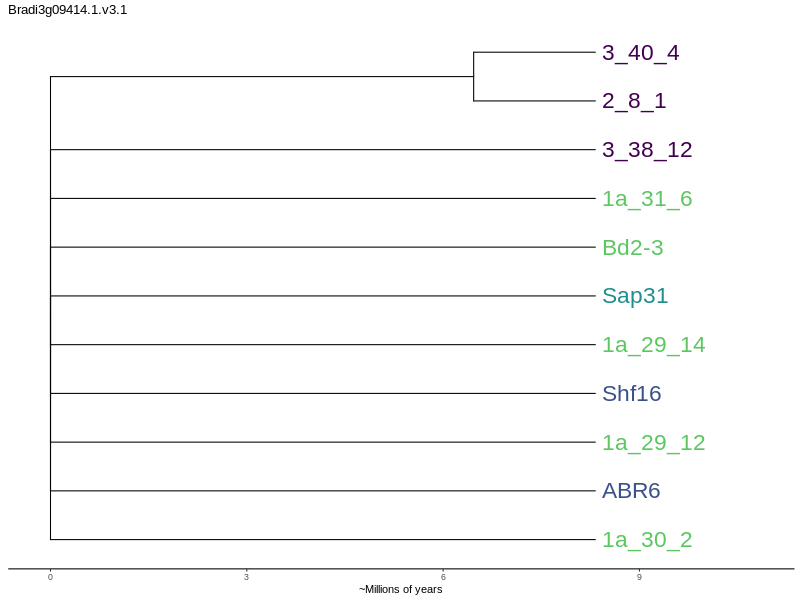 Bradi3g09414.1.v3.1
3_40_4
2_8_1
3_38_12
1a_31_6
Bd2-3
Sap31
1a_29_14
Shf16
1a_29_12
ABR6
1a_30_2
0 3 6 9
~Millions of years